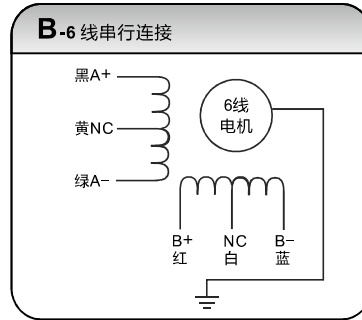 B-6 线串行连接
黑A+
黄NC
绿A-
6线
电机
B+ NC B-
红 白 蓝